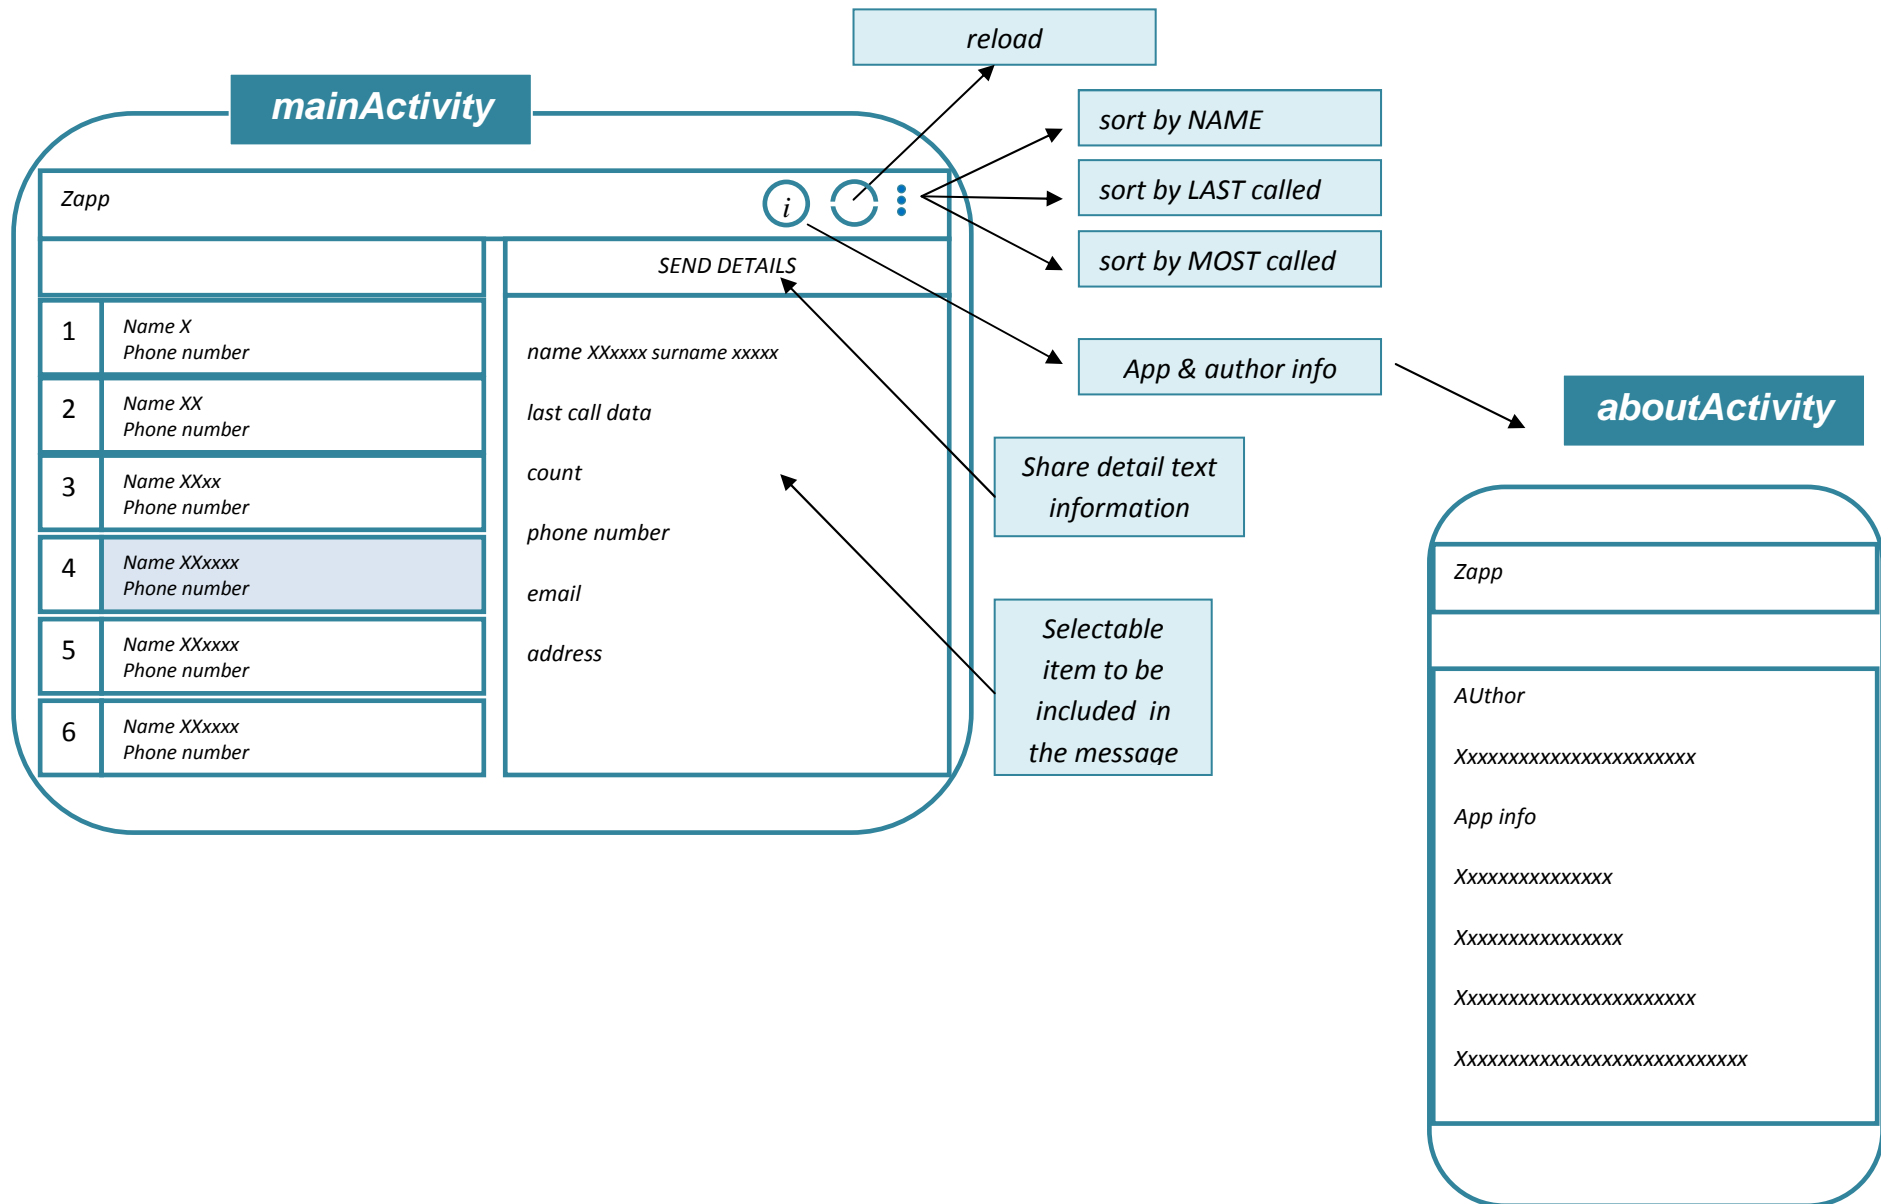 reload
mainActivity
sort by NAME
Zapp
i
sort by LAST called
SEND DETAILS
sort by MOST called
1
Name X
Phone number
2
Name XX
Phone number
3
Name XXxx
Phone number
4
Name XXxxxx
Phone number
5
Name XXxxxx
Phone number
6
Name XXxxxx
Phone number
name XXxxxx surname xxxxx
last call data
count
phone number
email
address
App & author info
Share detail text
information
Selectable
item to be
included in
the message
aboutActivity
Zapp
AUthor
Xxxxxxxxxxxxxxxxxxxxxxx
App info
Xxxxxxxxxxxxxxx
Xxxxxxxxxxxxxxxx
Xxxxxxxxxxxxxxxxxxxxxxx
Xxxxxxxxxxxxxxxxxxxxxxxxxxxx